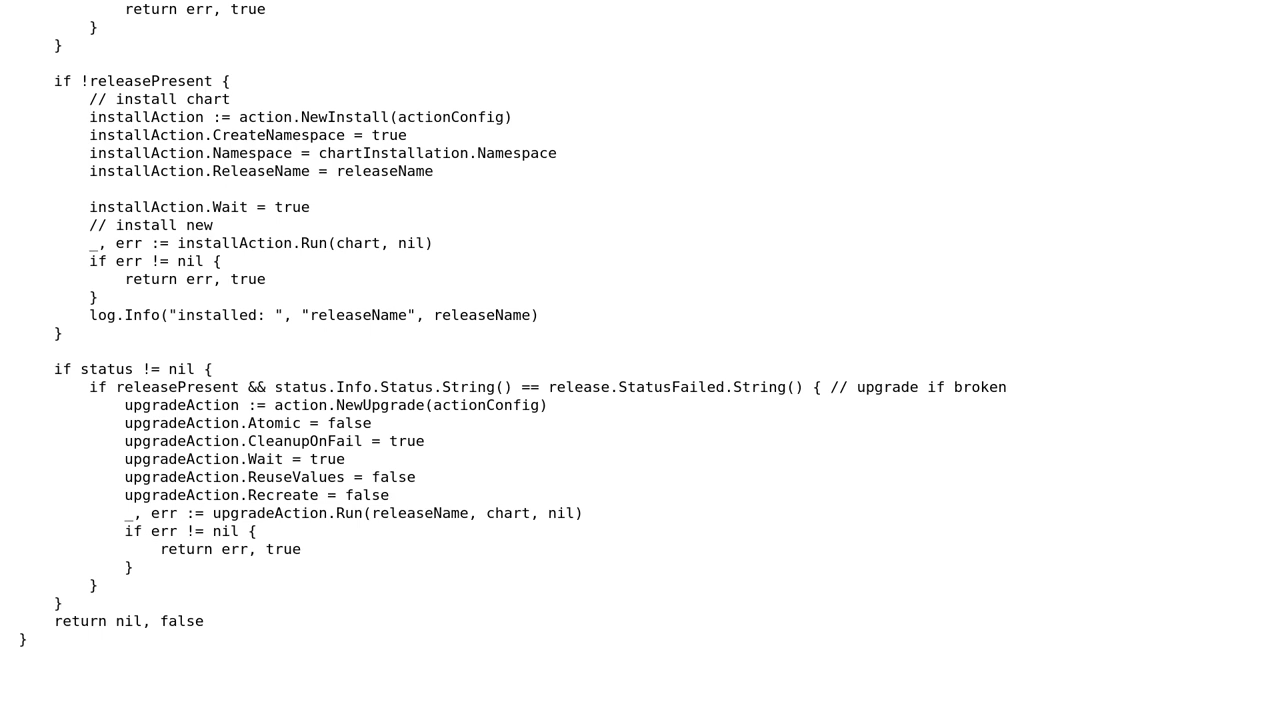 return err, true
        }
    }

    if !releasePresent {
        // install chart
        installAction := action.NewInstall(actionConfig)
        installAction.CreateNamespace = true
        installAction.Namespace = chartInstallation.Namespace
        installAction.ReleaseName = releaseName

        installAction.Wait = true
        // install new
        _, err := installAction.Run(chart, nil)
        if err != nil {
            return err, true
        }
        log.Info("installed: ", "releaseName", releaseName)
    }

    if status != nil {
        if releasePresent && status.Info.Status.String() == release.StatusFailed.String() { // upgrade if broken
            upgradeAction := action.NewUpgrade(actionConfig)
            upgradeAction.Atomic = false
            upgradeAction.CleanupOnFail = true
            upgradeAction.Wait = true
            upgradeAction.ReuseValues = false
            upgradeAction.Recreate = false
            _, err := upgradeAction.Run(releaseName, chart, nil)
            if err != nil {
                return err, true
            }
        }
    }
    return nil, false
}